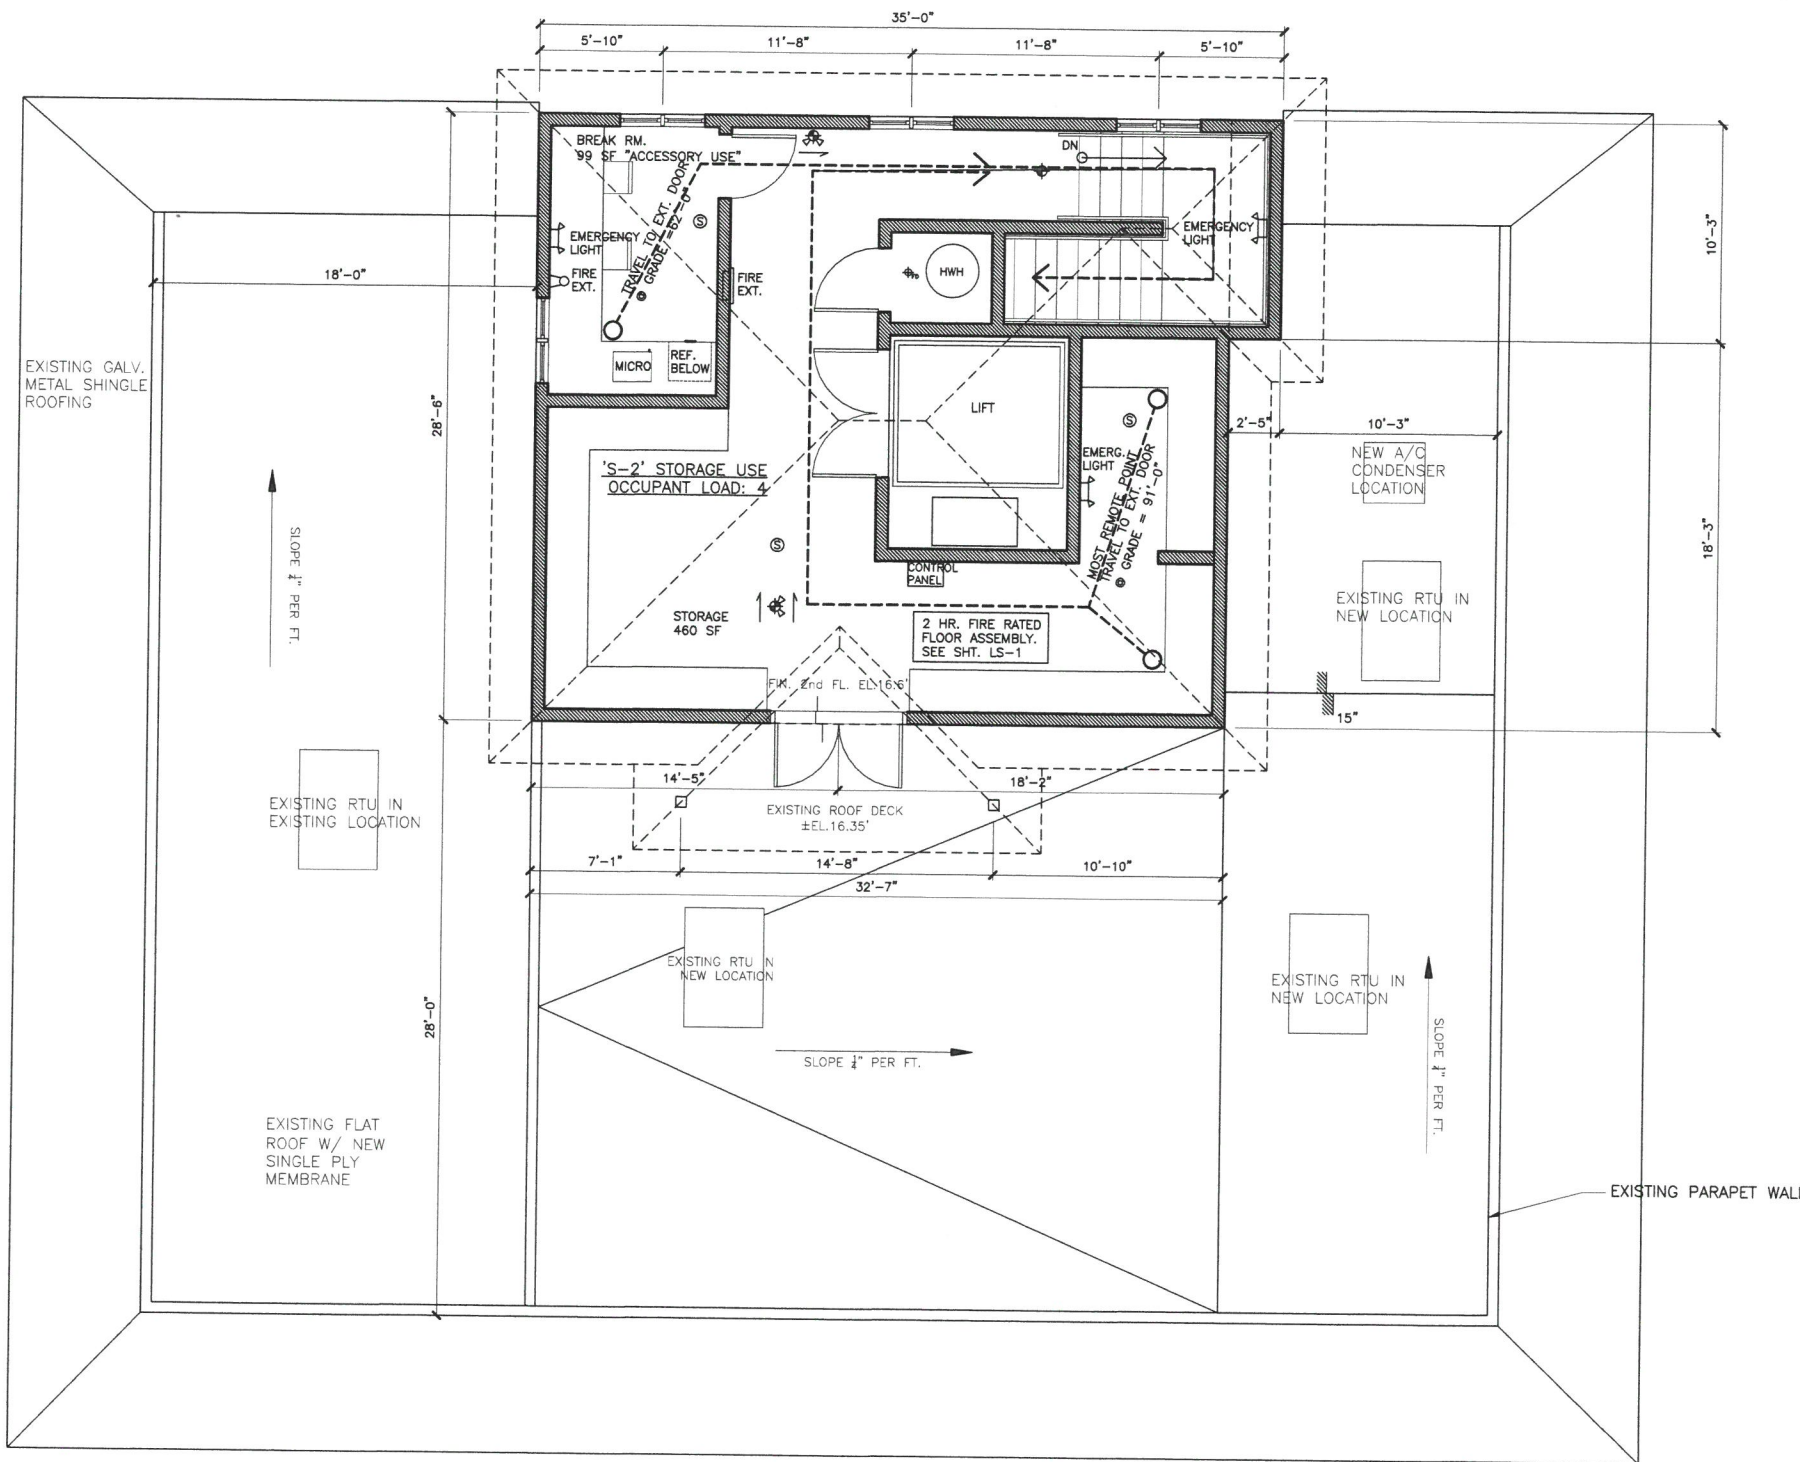 35'-0"
5'-10"
11'-8"
11'-8"
5'-10"
BREAK RM.
99 SF "ACCESSORY USE"
DN
TRAVEL TO EXT. DOOR
GRADE = 62'-0"
S
EMERGENCY
LIGHT
FIRE
EXT.
FIRE
EXT.
HWH
EMERGENCY
LIGHT
10'-3"
18'-0"
MICRO
REF.
BELOW
EXISTING GALV.
METAL SHINGLE
ROOFING
28'-6"
LIFT
S
2'-5"
10'-3"
EMERG.
LIGHT
MOST REMOTE POINT
TRAVEL TO EXT. DOOR
GRADE = 91'-0"
NEW A/C
CONDENSER
LOCATION
'S-2' STORAGE USE
OCCUPANT LOAD: 4
18'-3"
SLOPE ¼" PER FT.
S
CONTROL
PANEL
EXISTING RTU IN
NEW LOCATION
STORAGE
460 SF
2 HR. FIRE RATED
FLOOR ASSEMBLY.
SEE SHT. LS-1
FIN. 2nd FL. EL.16.6'
15"
14'-5"
18'-2"
EXISTING RTU IN
EXISTING LOCATION
EXISTING ROOF DECK
±EL.16.35'
7'-1"
14'-8"
10'-10"
32'-7"
EXISTING RTU IN
NEW LOCATION
EXISTING RTU IN
NEW LOCATION
28'-0"
SLOPE ¼" PER FT.
SLOPE ¼" PER FT.
EXISTING FLAT
ROOF W/ NEW
SINGLE PLY
MEMBRANE
EXISTING PARAPET WALL